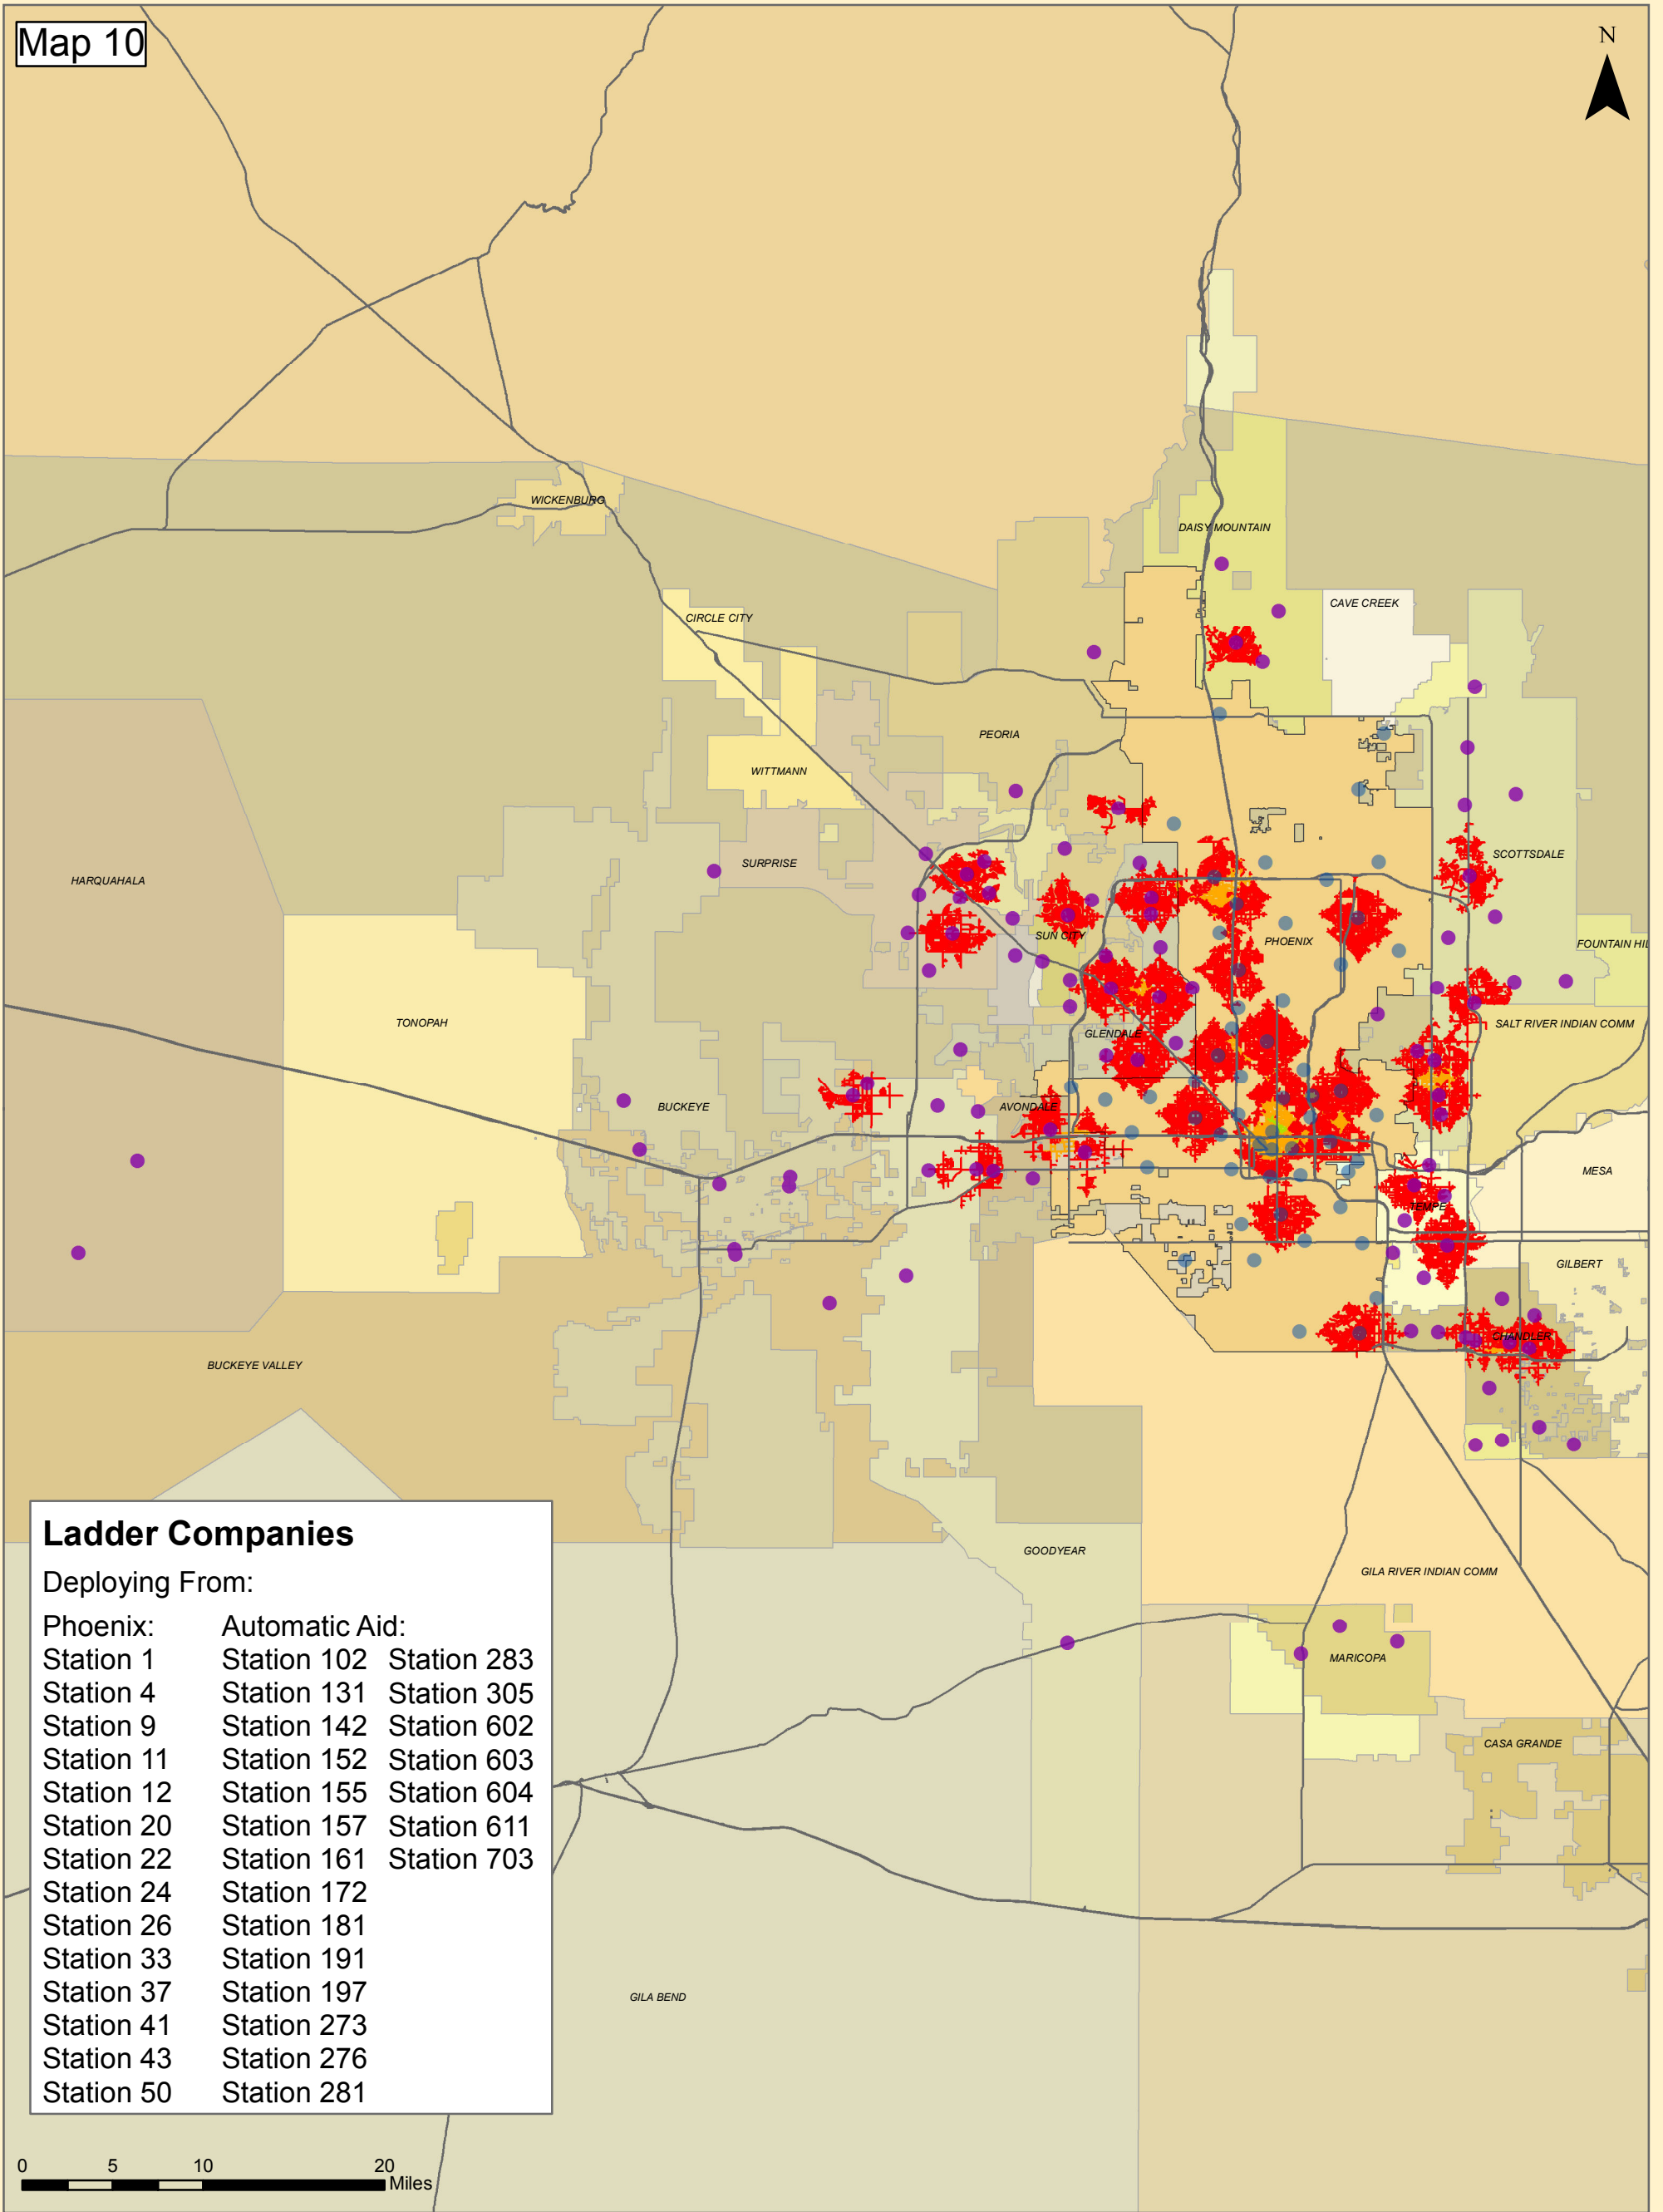 Map 10
N
WICKENBURG
DAISY MOUNTAIN
CAVE CREEK
CIRCLE CITY
PEORIA
WITTMANN
SURPRISE
SCOTTSDALE
HARQUAHALA
SUN CITY
PHOENIX
FOUNTAIN HIL
TONOPAH
GLENDALE
SALT RIVER INDIAN COMM
BUCKEYE
AVONDALE
MESA
TEMPE
GILBERT
CHANDLER
BUCKEYE VALLEY
GOODYEAR
GILA RIVER INDIAN COMM
MARICOPA
CASA GRANDE
GILA BEND
Ladder Companies
Deploying From:
Phoenix: Automatic Aid:
Station 1 Station 102 Station 283
Station 4 Station 131 Station 305
Station 9 Station 142 Station 602
Station 11 Station 152 Station 603
Station 12 Station 155 Station 604
Station 20 Station 157 Station 611
Station 22 Station 161 Station 703
Station 24 Station 172
Station 26 Station 181
Station 33 Station 191
Station 37 Station 197
Station 41 Station 273
Station 43 Station 276
Station 50 Station 281
0 5 10 20
Miles